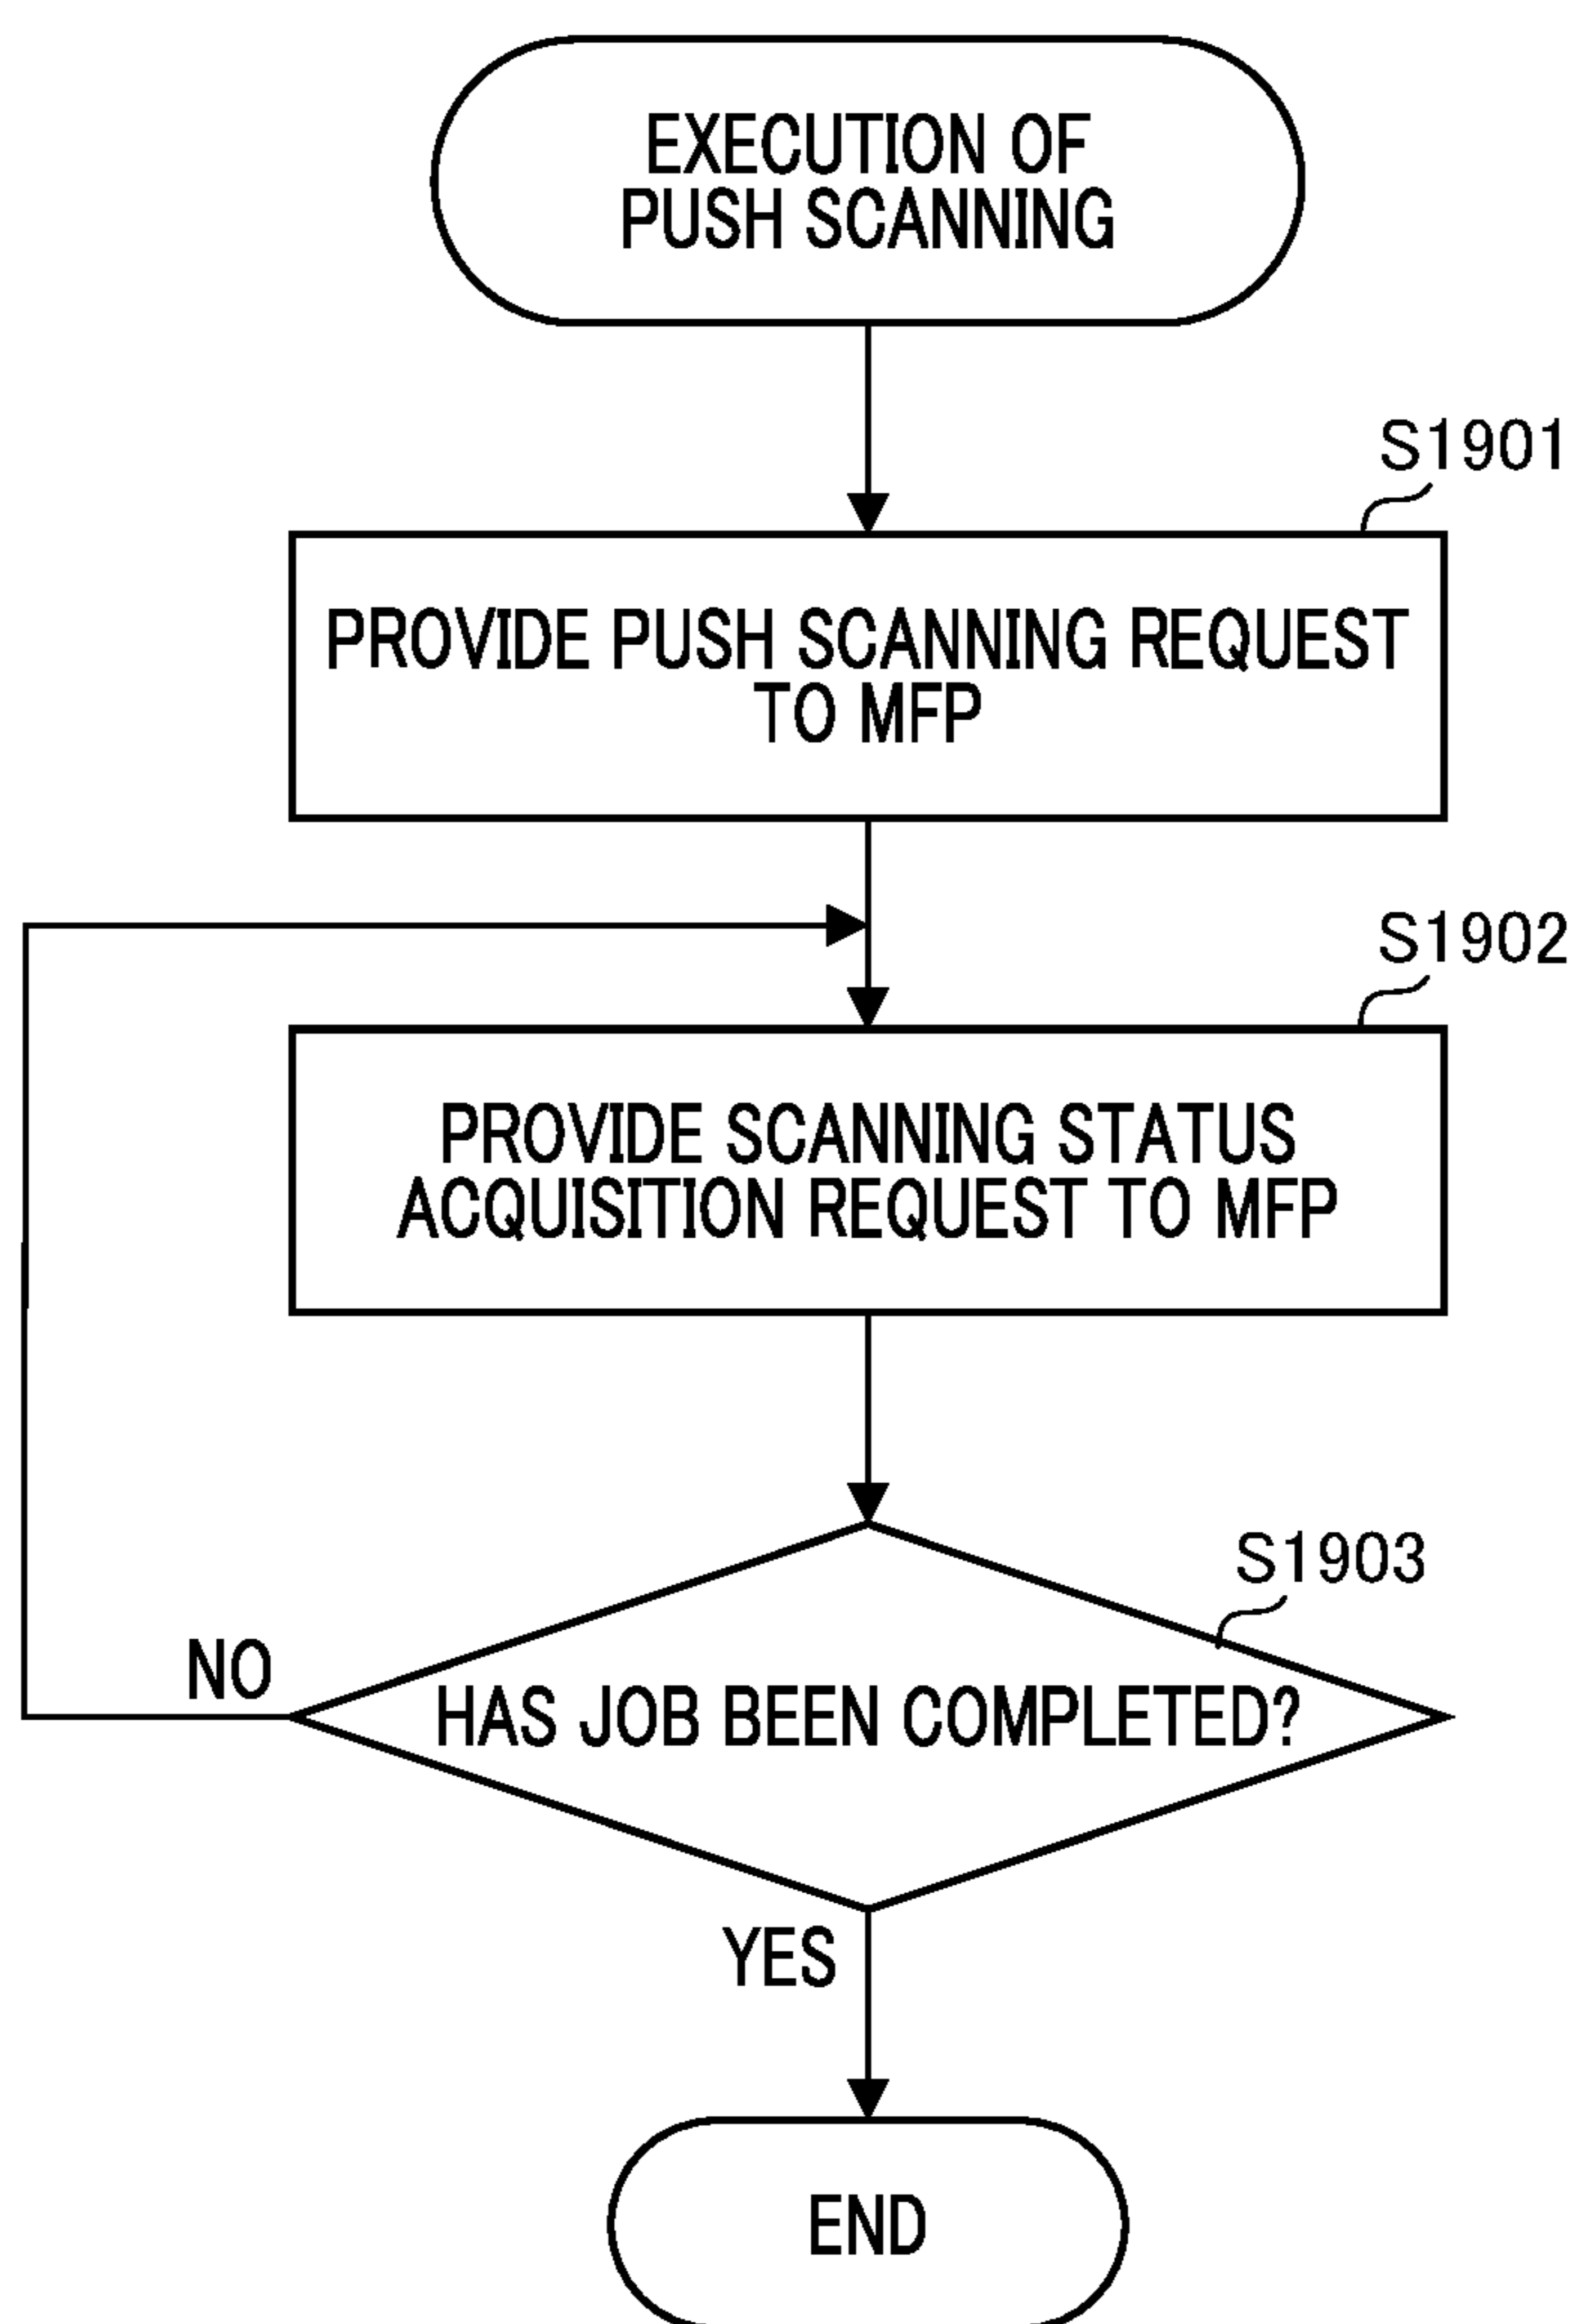 EXECUTION OF
PUSH SCANNING
S1901
PROVIDE PUSH SCANNING REQUEST
TO MFP
S1902
PROVIDE SCANNING STATUS
ACQUISITION REQUEST TO MFP
S1903
NO
HAS JOB BEEN COMPLETED?
YES
END